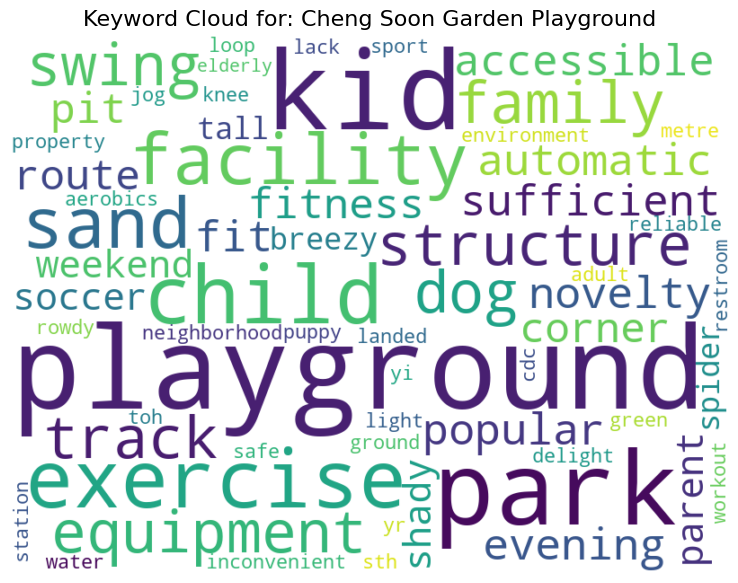 Keyword Cloud for: Cheng Soon Garden Playground
loop lack sport
swing kid accessible
elderly
pit jog knee family
tall environment metre
property facility automatic
route
aerobics fitness sufficient
sand fit breezy structure reliable
weekend child dog adult novelty restroom
soccer
rowdy neighborhood puppy landed corner
playground yi cdc spider
toh light green
track popular
safe ground delight parent workout
exercise park
station equipment shady evening
water inconvenient yr sth